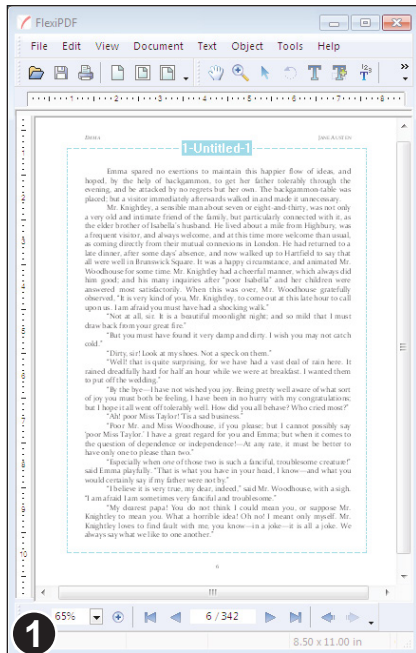 FlexiPDF
File Edit View Document Text Object Tools Help
EMMA JANE AUSTEN
1-Untitled-1
Emma spared no exertions to maintain this happier flow of ideas, and
hoped, by the help of backgammon, to get her father tolerably through the
evening, and be attacked by no regrets but her own. The backgammon-table was
placed; but a visitor immediately afterwards walked in and made it unnecessary.
Mr. Knightley, a sensible man about seven or eight-and-thirty, was not only
a very old and intimate friend of the family, but particularly connected with it, as
the elder brother of Isabella's husband. He lived about a mile from Highbury, was
a frequent visitor, and always welcome, and at this time more welcome than usual,
as coming directly from their mutual connexions in London. He had returned to a
late dinner, after some days' absence, and now walked up to Hartfield to say that
all were well in Brunswick Square. It was a happy circumstance, and animated Mr.
Woodhouse for some time. Mr. Knightley had a cheerful manner, which always did
him good; and his many inquiries after "poor Isabella" and her children were
answered most satisfactorily. When this was over, Mr. Woodhouse gratefully
observed, "It is very kind of you, Mr. Knightley, to come out at this late hour to call
upon us. I am afraid you must have had a shocking walk."
"Not at all, sir. It is a beautiful moonlight night; and so mild that I must
draw back from your great fire."
"But you must have found it very damp and dirty. I wish you may not catch
cold."
"Dirty, sir! Look at my shoes. Not a speck on them."
"Well! that is quite surprising, for we have had a vast deal of rain here. It
rained dreadfully hard for half an hour while we were at breakfast. I wanted them
to put off the wedding."
"By the bye—I have not wished you joy. Being pretty well aware of what sort
of joy you must both be feeling, I have been in no hurry with my congratulations;
but I hope it all went off tolerably well. How did you all behave? Who cried most?"
"Ah! poor Miss Taylor! 'Tis a sad business."
"Poor Mr. and Miss Woodhouse, if you please; but I cannot possibly say
'poor Miss Taylor.' I have a great regard for you and Emma; but when it comes to
the question of dependence or independence!—At any rate, it must be better to
have only one to please than two."
"Especially when one of those two is such a fanciful, troublesome creature!"
said Emma playfully. "That is what you have in your head, I know—and what you
would certainly say if my father were not by."
"I believe it is very true, my dear, indeed," said Mr. Woodhouse, with a sigh.
"I am afraid I am sometimes very fanciful and troublesome."
"My dearest papa! You do not think I could mean you, or suppose Mr.
Knightley to mean you. What a horrible idea! Oh no! I meant only myself. Mr.
Knightley loves to find fault with me, you know—in a joke—it is all a joke. We
always say what we like to one another."
6
65% 6 / 342
1 8.50 x 11.00 in